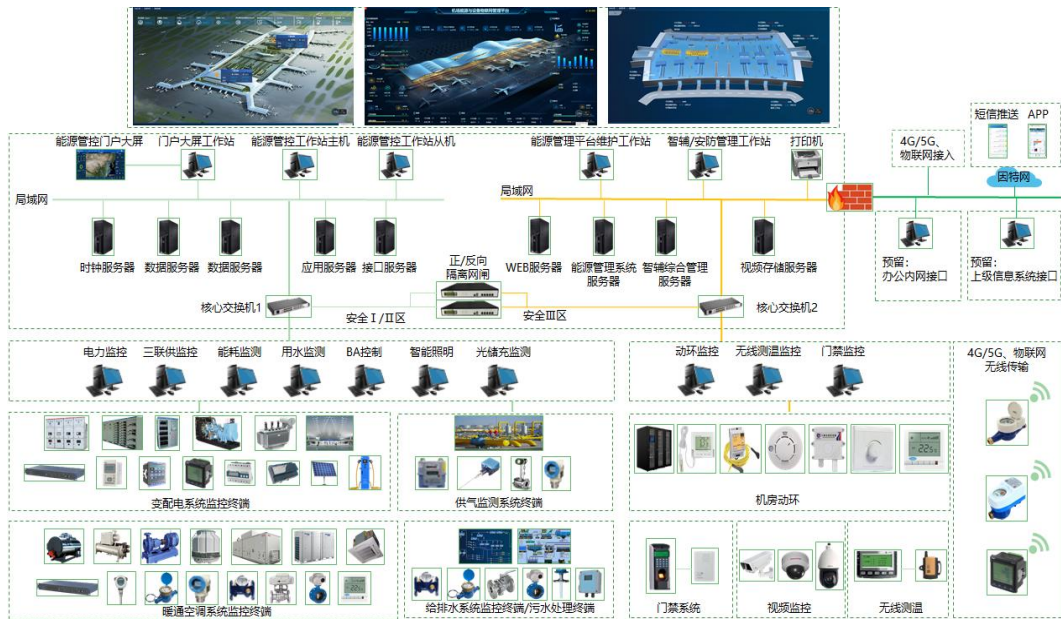 机场能源与设备物联网管理平台
能源管控门户大屏
门户大屏工作站
能源管控工作站主机
能源管控工作站从机
能源管理平台维护工作站
智辅/安防管理工作站
打印机
4G/5G、
物联网接入
短信推送
APP
因特网
局域网
局域网
时钟服务器
数据服务器
数据服务器
应用服务器
接口服务器
正/反向
隔离网闸
WEB服务器
能源管理系统
服务器
智辅综合管理
服务器
视频存储服务器
预留：
办公内网接口
预留：
上级信息系统接口
核心交换机1
安全Ⅰ/Ⅱ区
安全Ⅲ区
核心交换机2
电力监控
三联供监控
能耗监测
用水监测
BA控制
智能照明
光储充监测
动环监控
无线测温监控
门禁监控
4G/5G、物联网
无线传输
变配电系统监控终端
供气监测系统终端
机房动环
暖通空调系统监控终端
给排水系统监控终端/污水处理终端
门禁系统
视频监控
无线测温